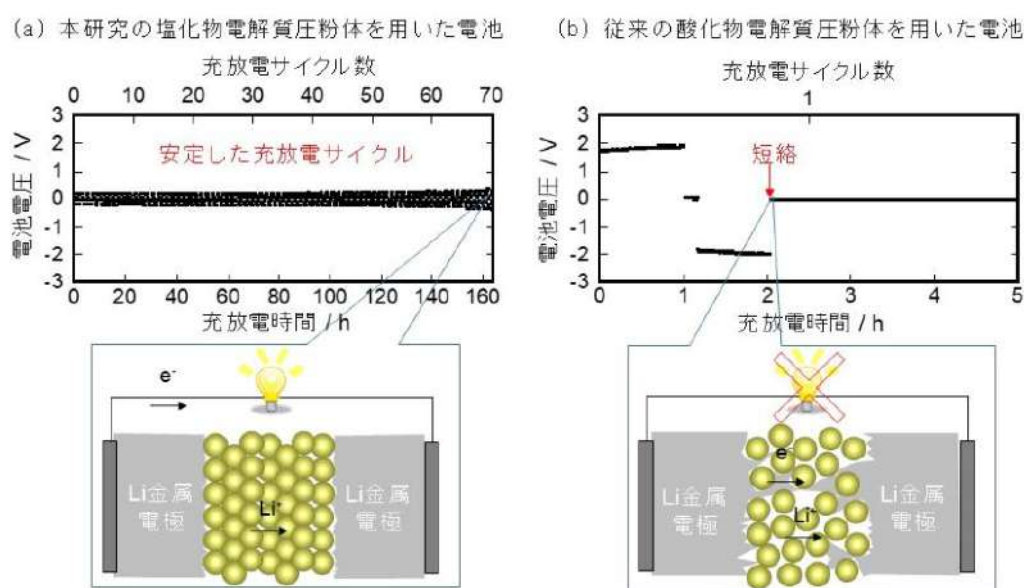 (a) 本研究の塩化物電解質圧粉体を用いた電池
充放電サイクル数
0 10 20 30 40 50 60 70
3
2
1
0
-1
-2
-3
電池電圧 / V
安定した充放電サイクル
0 20 40 60 80 100 120 140 160
充放電時間 / h
e-
Li金属
電極
Li+
Li金属
電極
(b) 従来の酸化物電解質圧粉体を用いた電池
充放電サイクル数
1
3
2
1
0
-1
-2
-3
電池電圧 / V
短絡
0 1 2 3 4 5
充放電時間 / h
e-
Li金属
電極
Li+
Li金属
電極